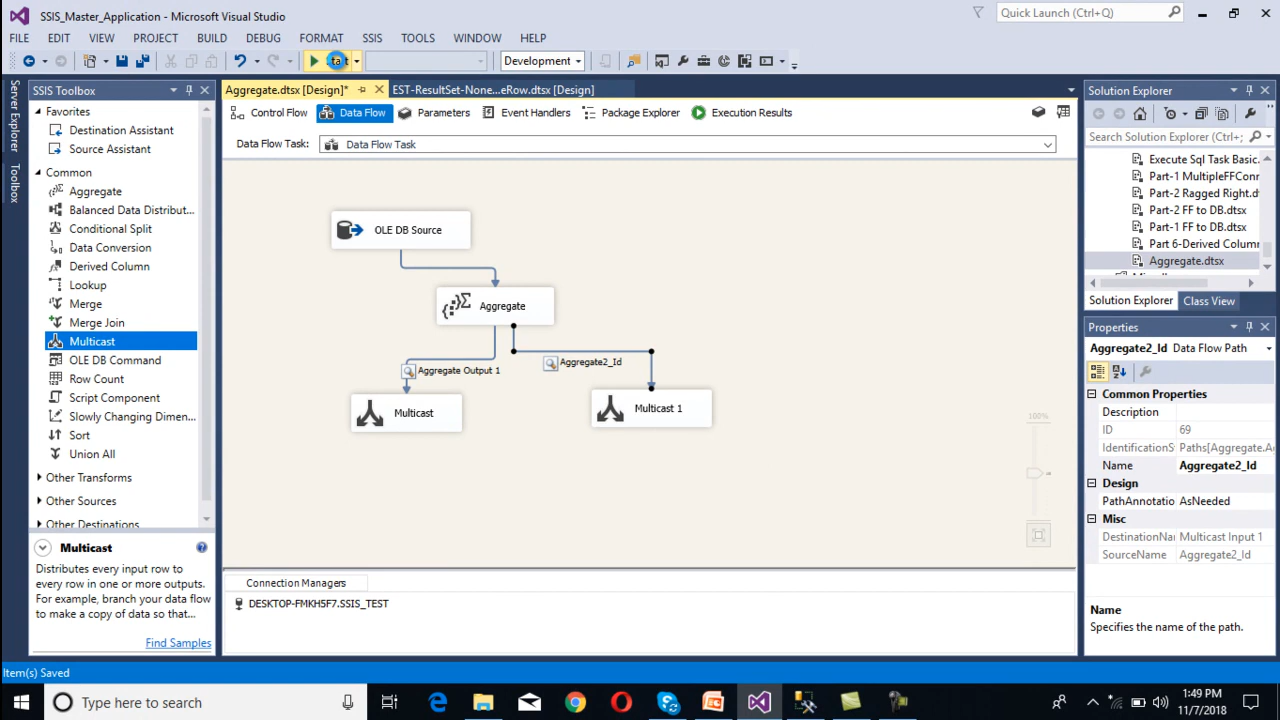 SSIS_Master_Application - Microsoft Visual Studio
Quick Launch (Ctrl+Q)
FILE EDIT VIEW PROJECT BUILD DEBUG FORMAT SSIS TOOLS WINDOW HELP
Development
Server Explorer
Toolbox
SSIS Toolbox
Favorites
Destination Assistant
Source Assistant
Common
Aggregate
Balanced Data Distribut...
Conditional Split
Data Conversion
Derived Column
Lookup
Merge
Merge Join
Multicast
OLE DB Command
Row Count
Script Component
Slowly Changing Dimen...
Sort
Union All
Other Transforms
Other Sources
Other Destinations
Multicast
Distributes every input row to
every row in one or more outputs.
For example, branch your data flow
to make a copy of data so that ...
Find Samples
Aggregate.dtsx [Design]*
EST-ResultSet-None...eRow.dtsx [Design]
Control Flow
Data Flow
Parameters
Event Handlers
Package Explorer
Execution Results
Data Flow Task:
Data Flow Task
OLE DB Source
Aggregate
Aggregate Output 1
Aggregate2_Id
Multicast
Multicast 1
100%
Connection Managers
DESKTOP-FMKH5F7.SSIS_TEST
Solution Explorer
Search Solution Explorer
Execute Sql Task Basic.
Part-1 MultipleFFConr
Part-2 Ragged Right.dt
Part-2 FF to DB.dtsx
Part-1 FF to DB.dtsx
Part 6-Derived Column
Aggregate.dtsx
Solution Explorer
Class View
Properties
Aggregate2_Id Data Flow Path
Common Properties
Description
ID 69
IdentificationS Paths[Aggregate.Ag
Name Aggregate2_Id
Design
PathAnnotatio AsNeeded
Misc
DestinationNa Multicast Input 1
SourceName Aggregate2_Id
Name
Specifies the name of the path.
Item(s) Saved
Type here to search
1:49 PM
11/7/2018